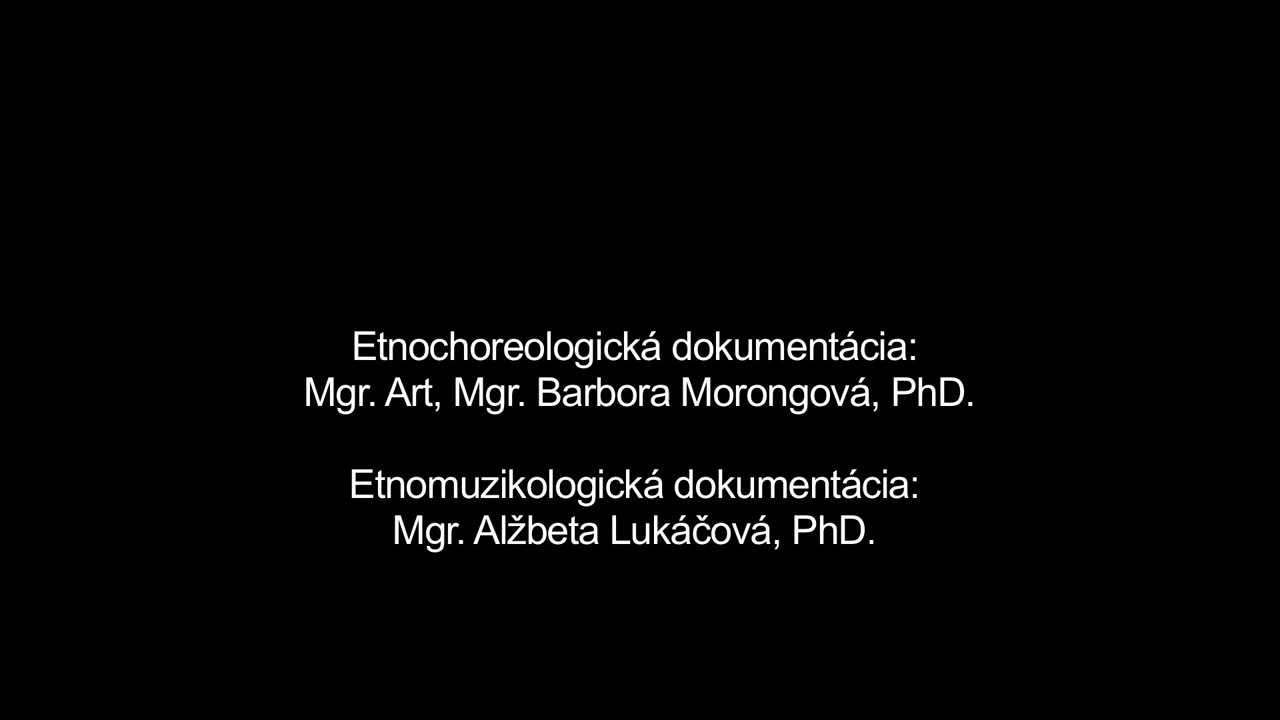 Etnochoreologická dokumentácia:
Mgr. Art, Mgr. Barbora Morongová, PhD.
Etnomuzikologická dokumentácia:
Mgr. Alžbeta Lukáčová, PhD.